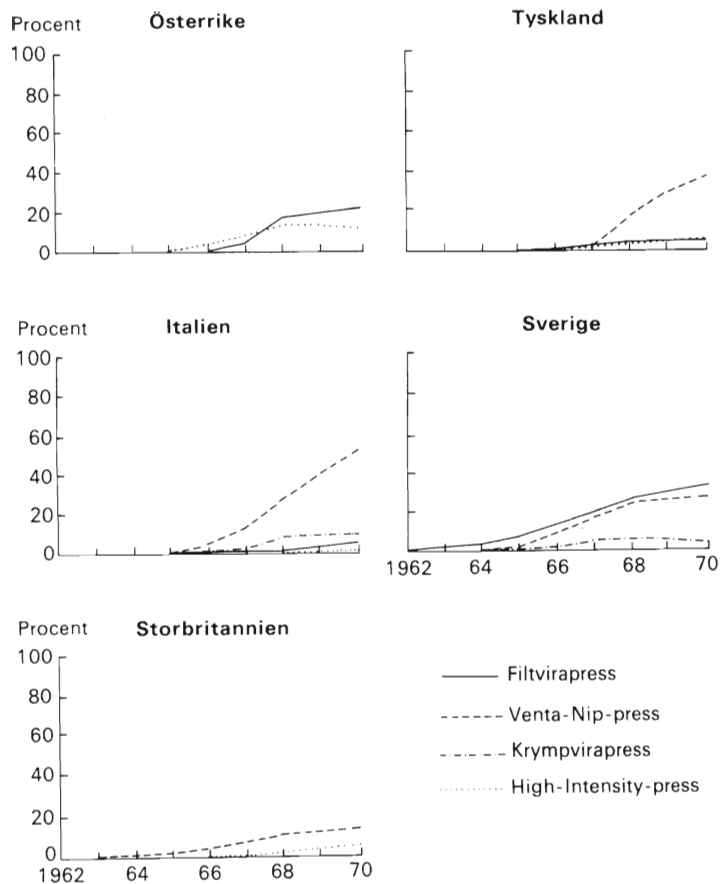 Procent
Österrike
100
80
60
40
20
0
Tyskland
Procent
Italien
100
80
60
40
20
0
Sverige
1962 64 66 68 70
Procent
Storbritannien
100
80
60
40
20
0
1962 64 66 68 70
Filtvirapress
Venta-Nip-press
Krympvirapress
High-Intensity-press